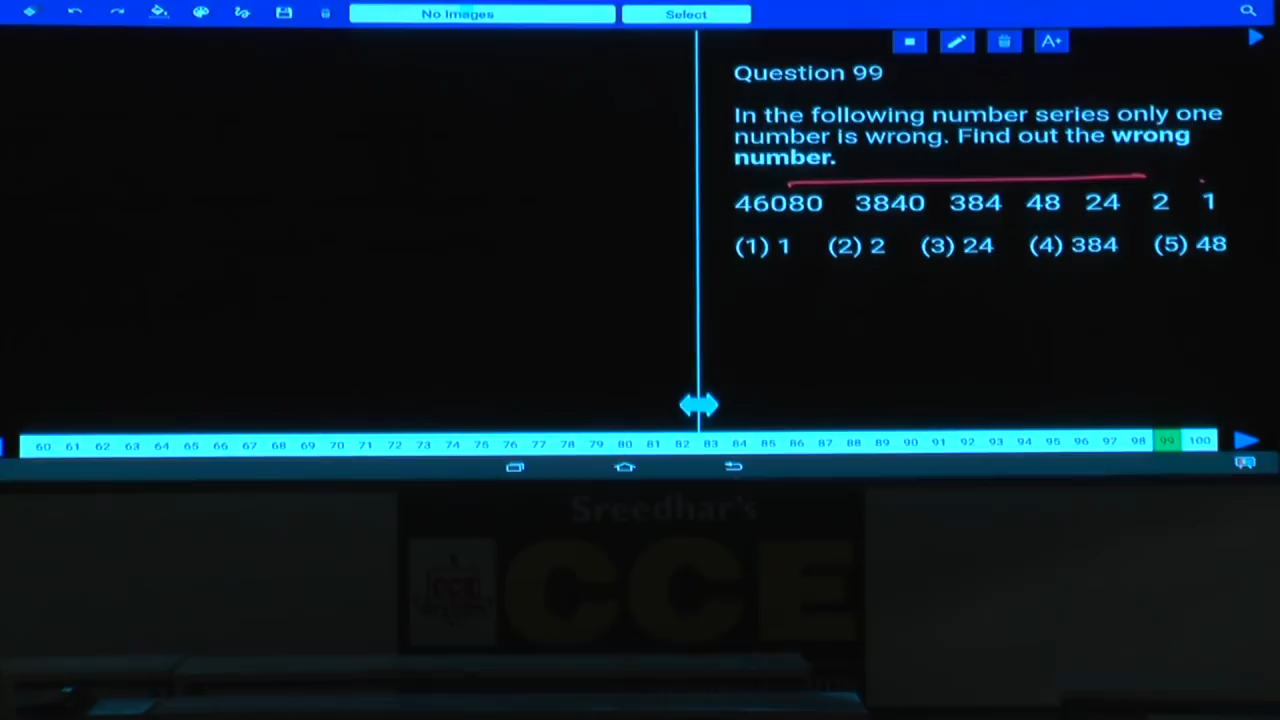 No Images Select
A+
Question 99
In the following number series only one
number is wrong. Find out the wrong
number.
46080 3840 384 48 24 2 1
(1) 1 (2) 2 (3) 24 (4) 384 (5) 48
60 61 62 63 64 65 66 67 68 69 70 71 72 73 74 75 76 77 78 79 80 81 82 83 84 85 86 87 88 89 90 91 92 93 94 95 96 97 98 99 100
Sreedhar's
CCE